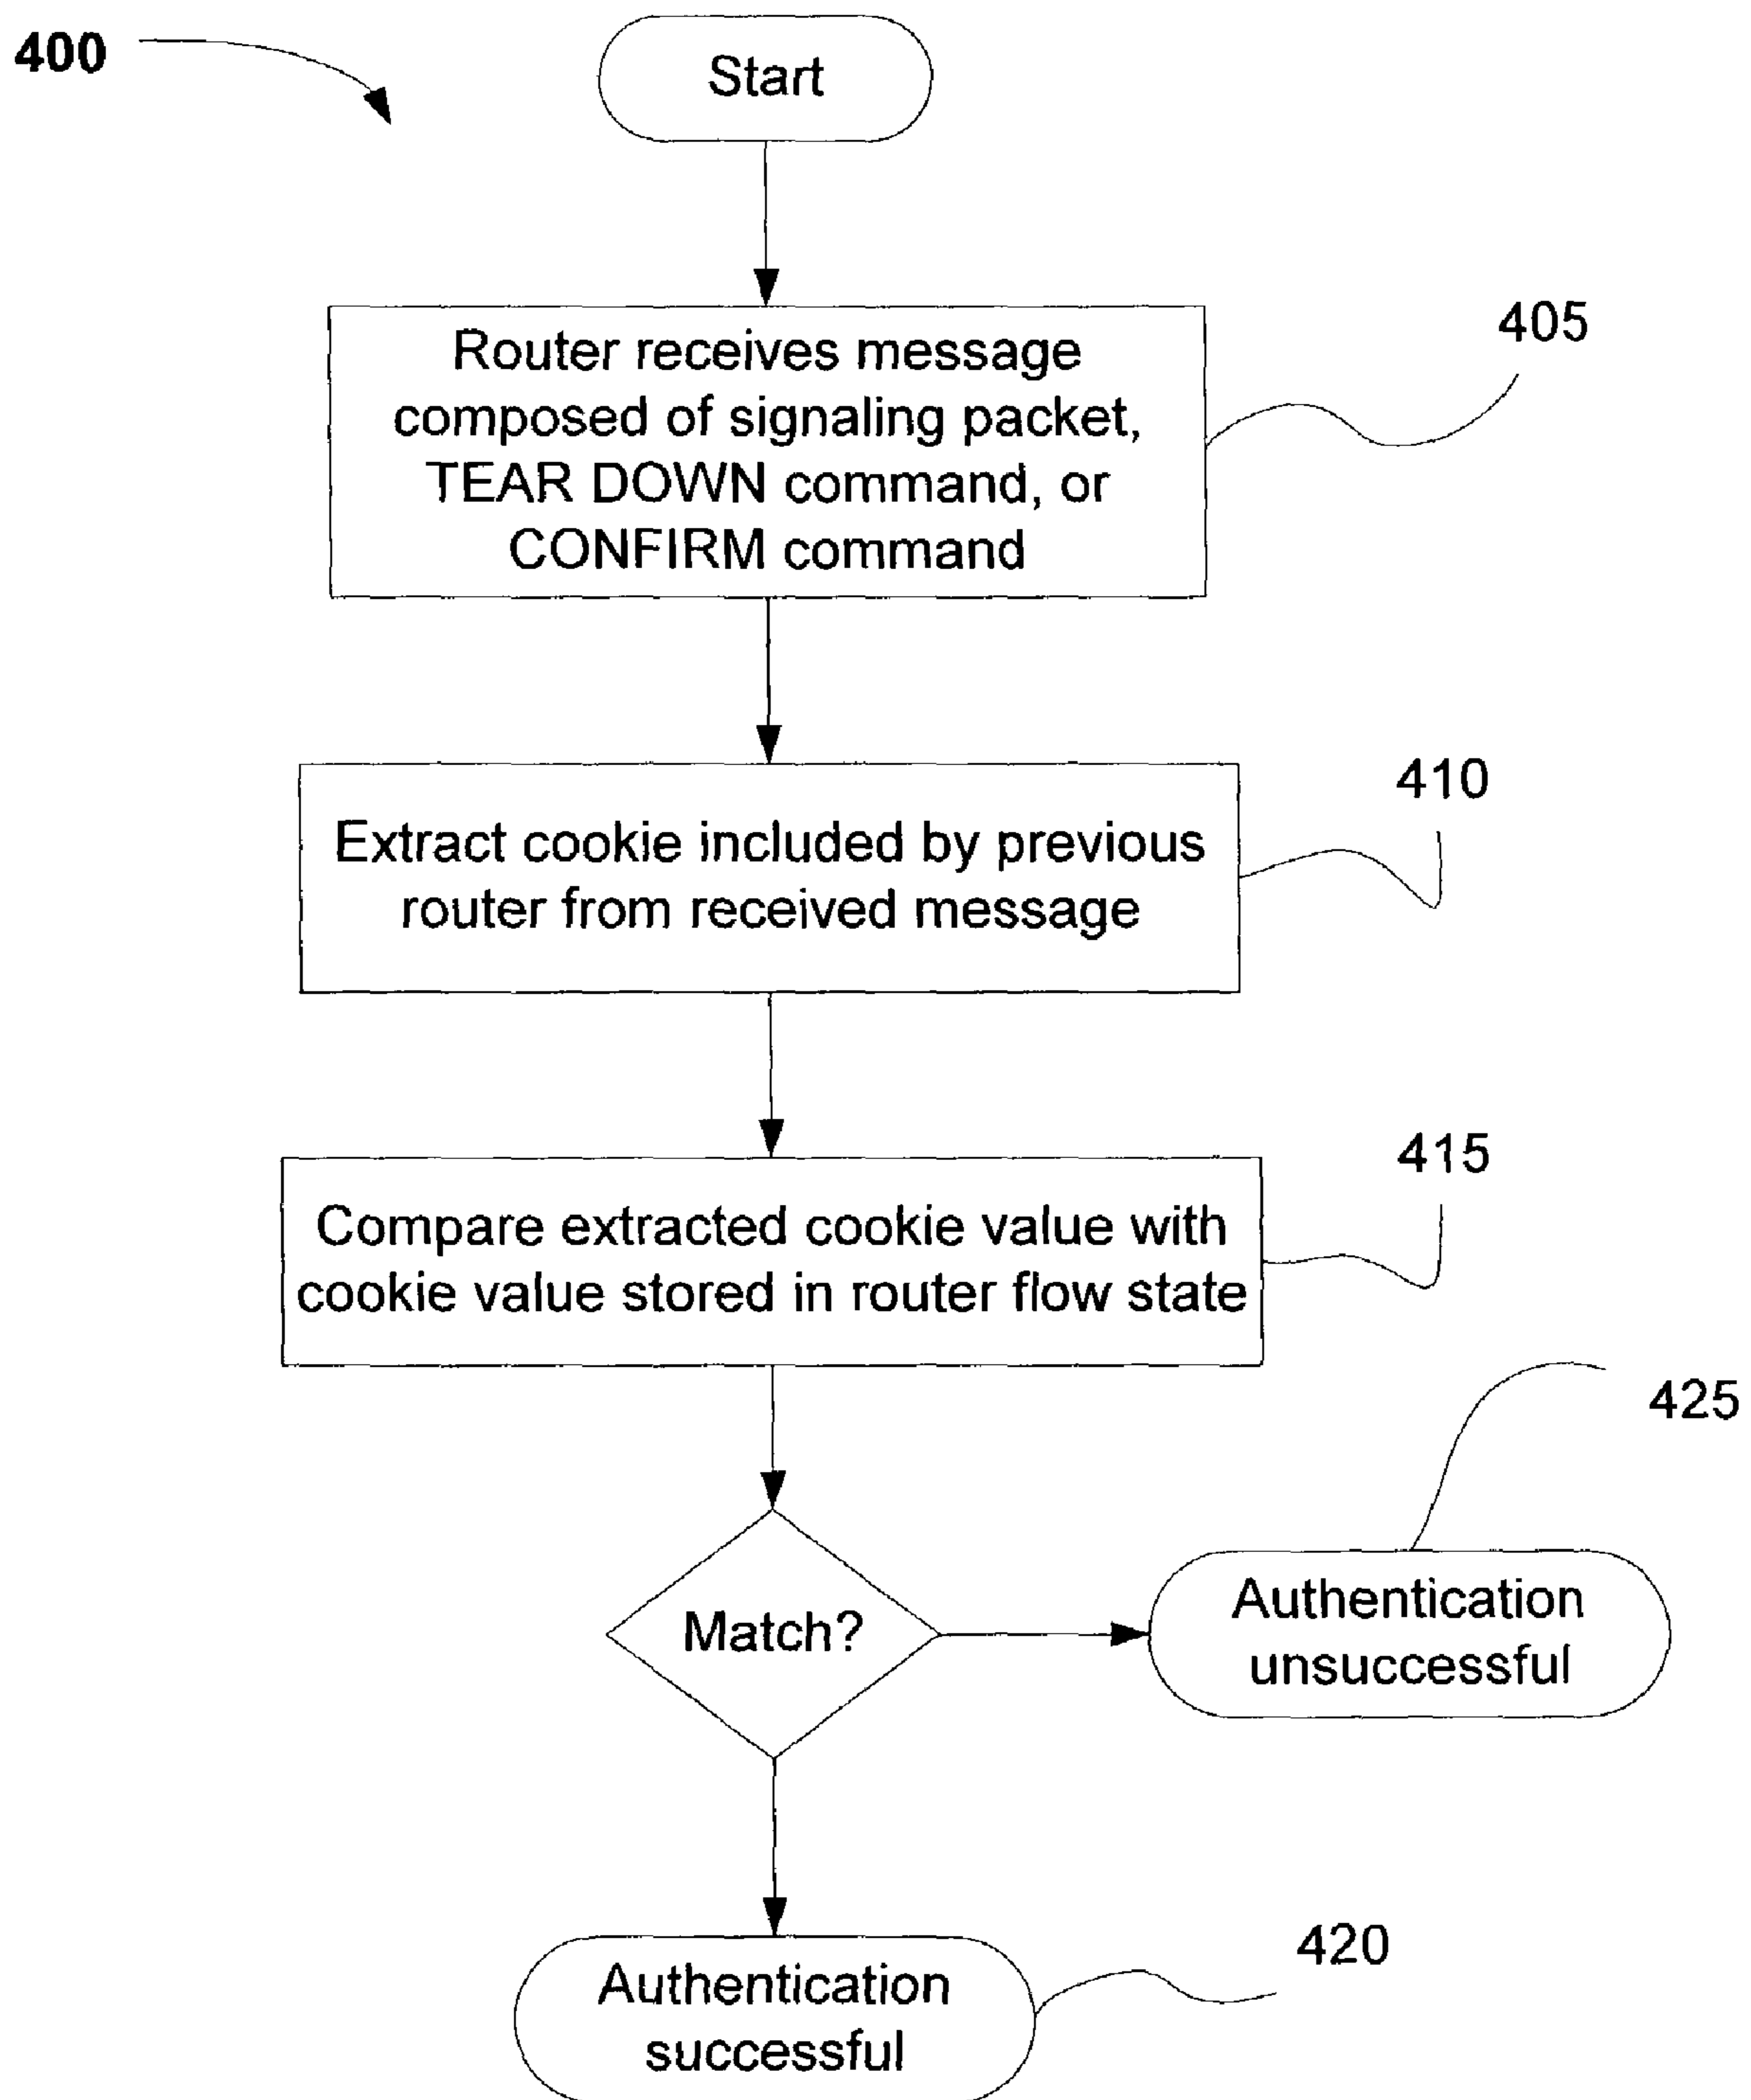 400
Start
Router receives message
composed of signaling packet,
TEAR DOWN command, or
CONFIRM command
405
Extract cookie included by previous
router from received message
410
Compare extracted cookie value with
cookie value stored in router flow state
415
Match?
Authentication
unsuccessful
425
Authentication
successful
420